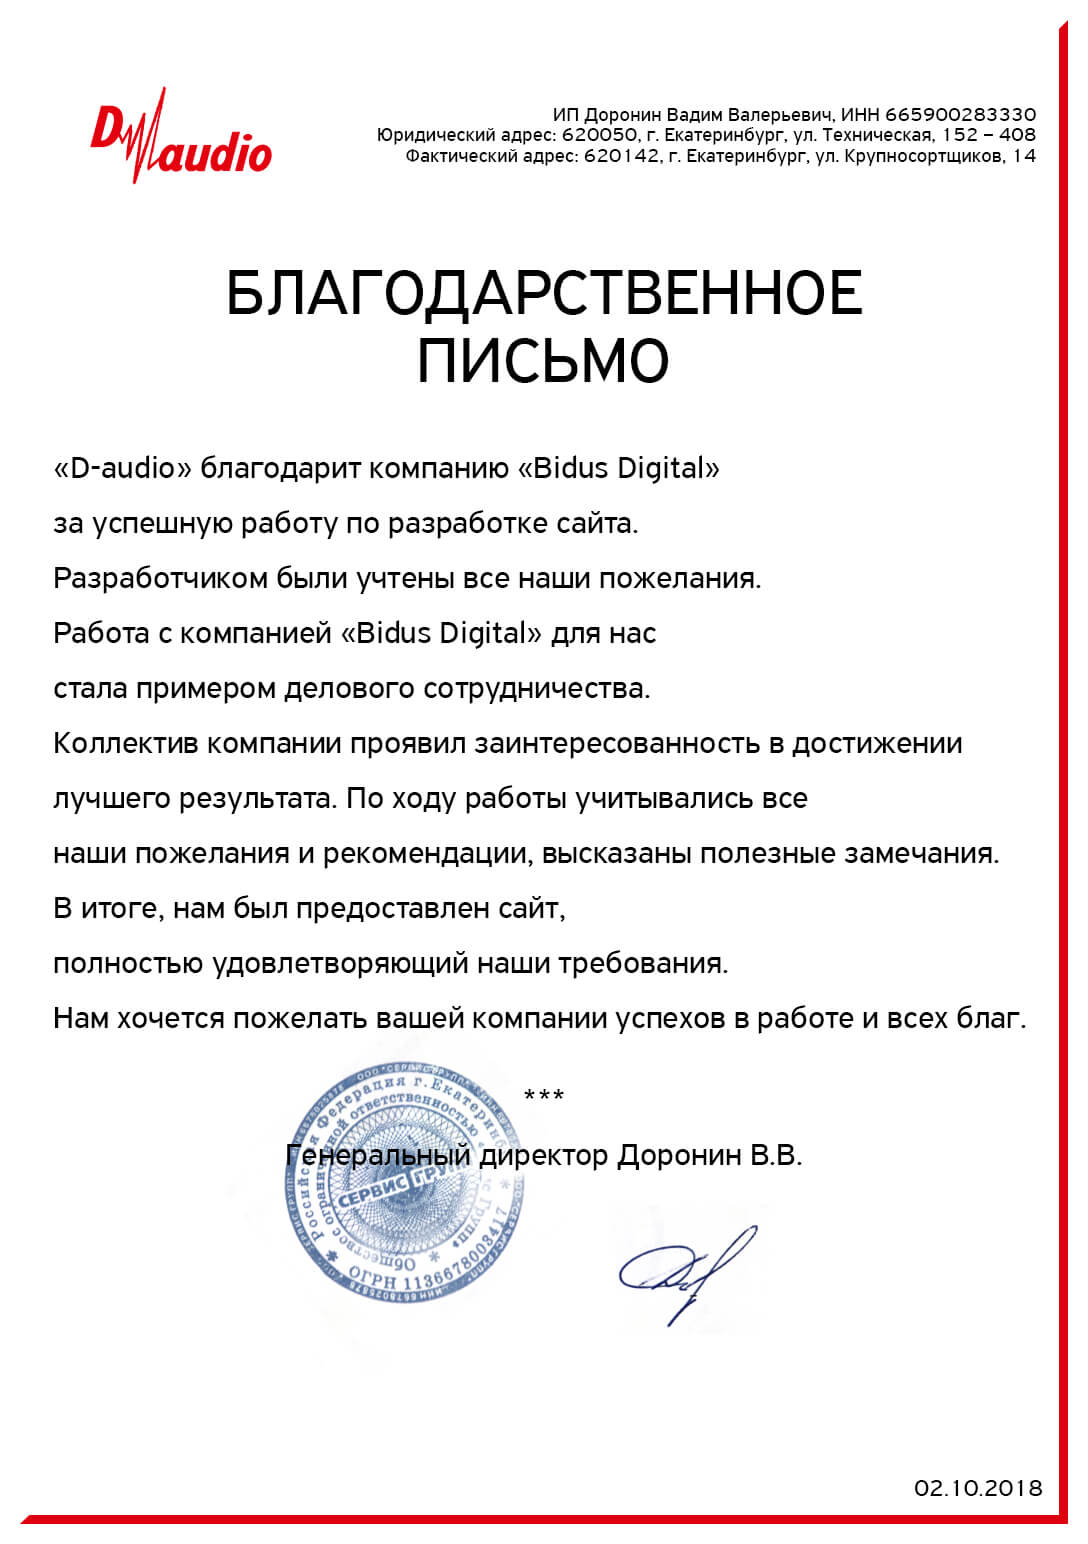 D audio
ИП Доронин Вадим Валерьевич, ИНН 665900283330
Юридический адрес: 620050, г. Екатеринбург, ул. Техническая, 152 – 408
Фактический адрес: 620142, г. Екатеринбург, ул. Крупносортщиков, 14
БЛАГОДАРСТВЕННОЕ
ПИСЬМО
«D-audio» благодарит компанию «Bidus Digital»
за успешную работу по разработке сайта.
Разработчиком были учтены все наши пожелания.
Работа с компанией «Bidus Digital» для нас
стала примером делового сотрудничества.
Коллектив компании проявил заинтересованность в достижении
лучшего результата. По ходу работы учитывались все
наши пожелания и рекомендации, высказаны полезные замечания.
В итоге, нам был предоставлен сайт,
полностью удовлетворяющий наши требования.
Нам хочется пожелать вашей компании успехов в работе и всех благ.
***
Генеральный директор Доронин В.В.
Российская Федерация г. Екатеринб
ограниченной ответственностью
СЕРВИС ГРУПП
* ОГРН 1136678003417 *
02.10.2018